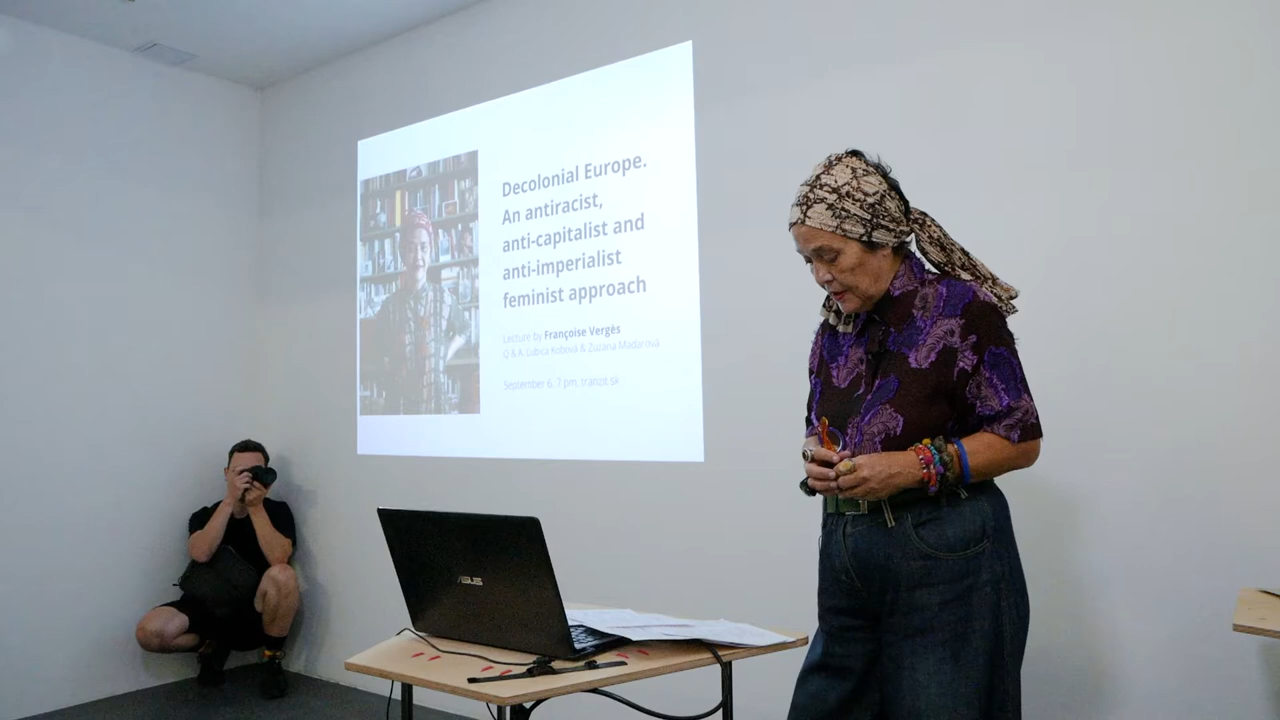 Decolonial Europe.
An antiracist,
anti-capitalist and
anti-imperialist
feminist approach
Lecture by Françoise Vergès
Q & A: Ľubica Kobová & Zuzana Maďarová
September 6, 7 pm, tranzit.sk
ASUS